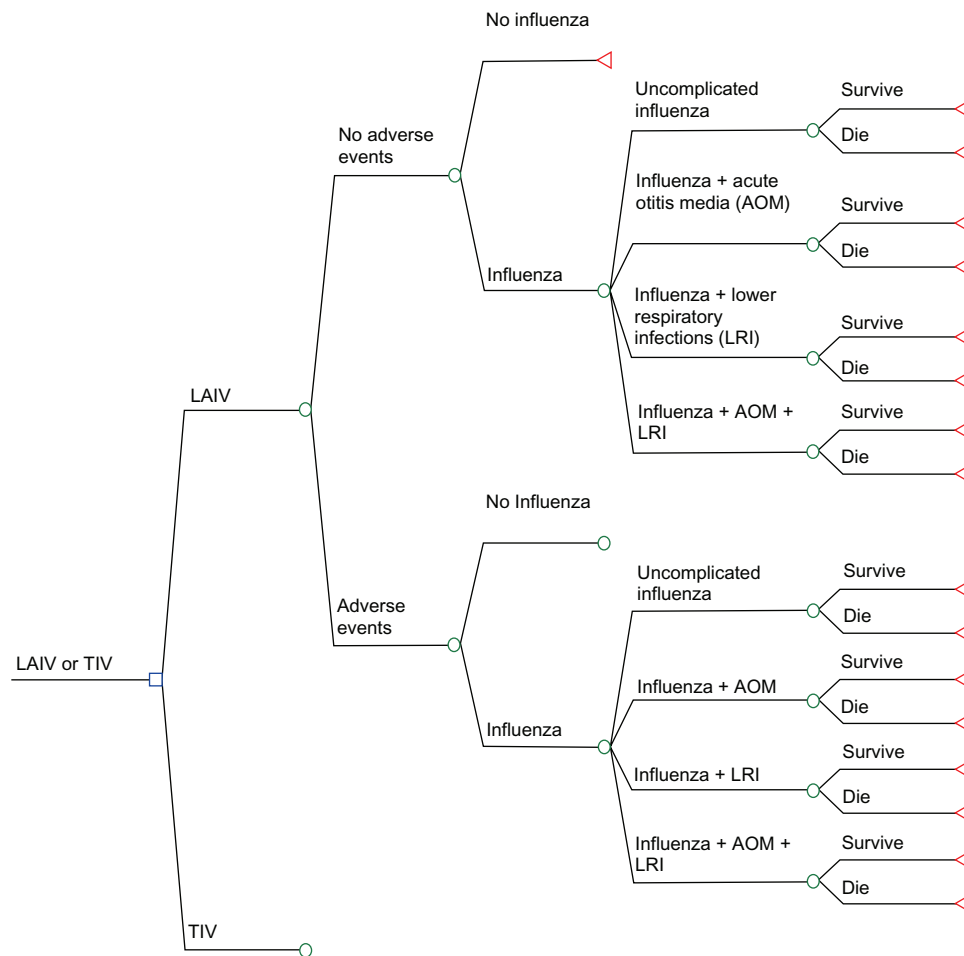 No influenza
Uncomplicated
influenza
Survive
Die
No adverse
events
Influenza + acute
otitis media (AOM)
Survive
Die
Influenza
Influenza + lower
respiratory
infections (LRI)
Survive
Die
LAIV
Influenza + AOM +
LRI
Survive
Die
No Influenza
Uncomplicated
influenza
Survive
Die
Adverse
events
LAIV or TIV
Influenza + AOM
Survive
Die
Influenza
Influenza + LRI
Survive
Die
Influenza + AOM +
LRI
Survive
Die
TIV